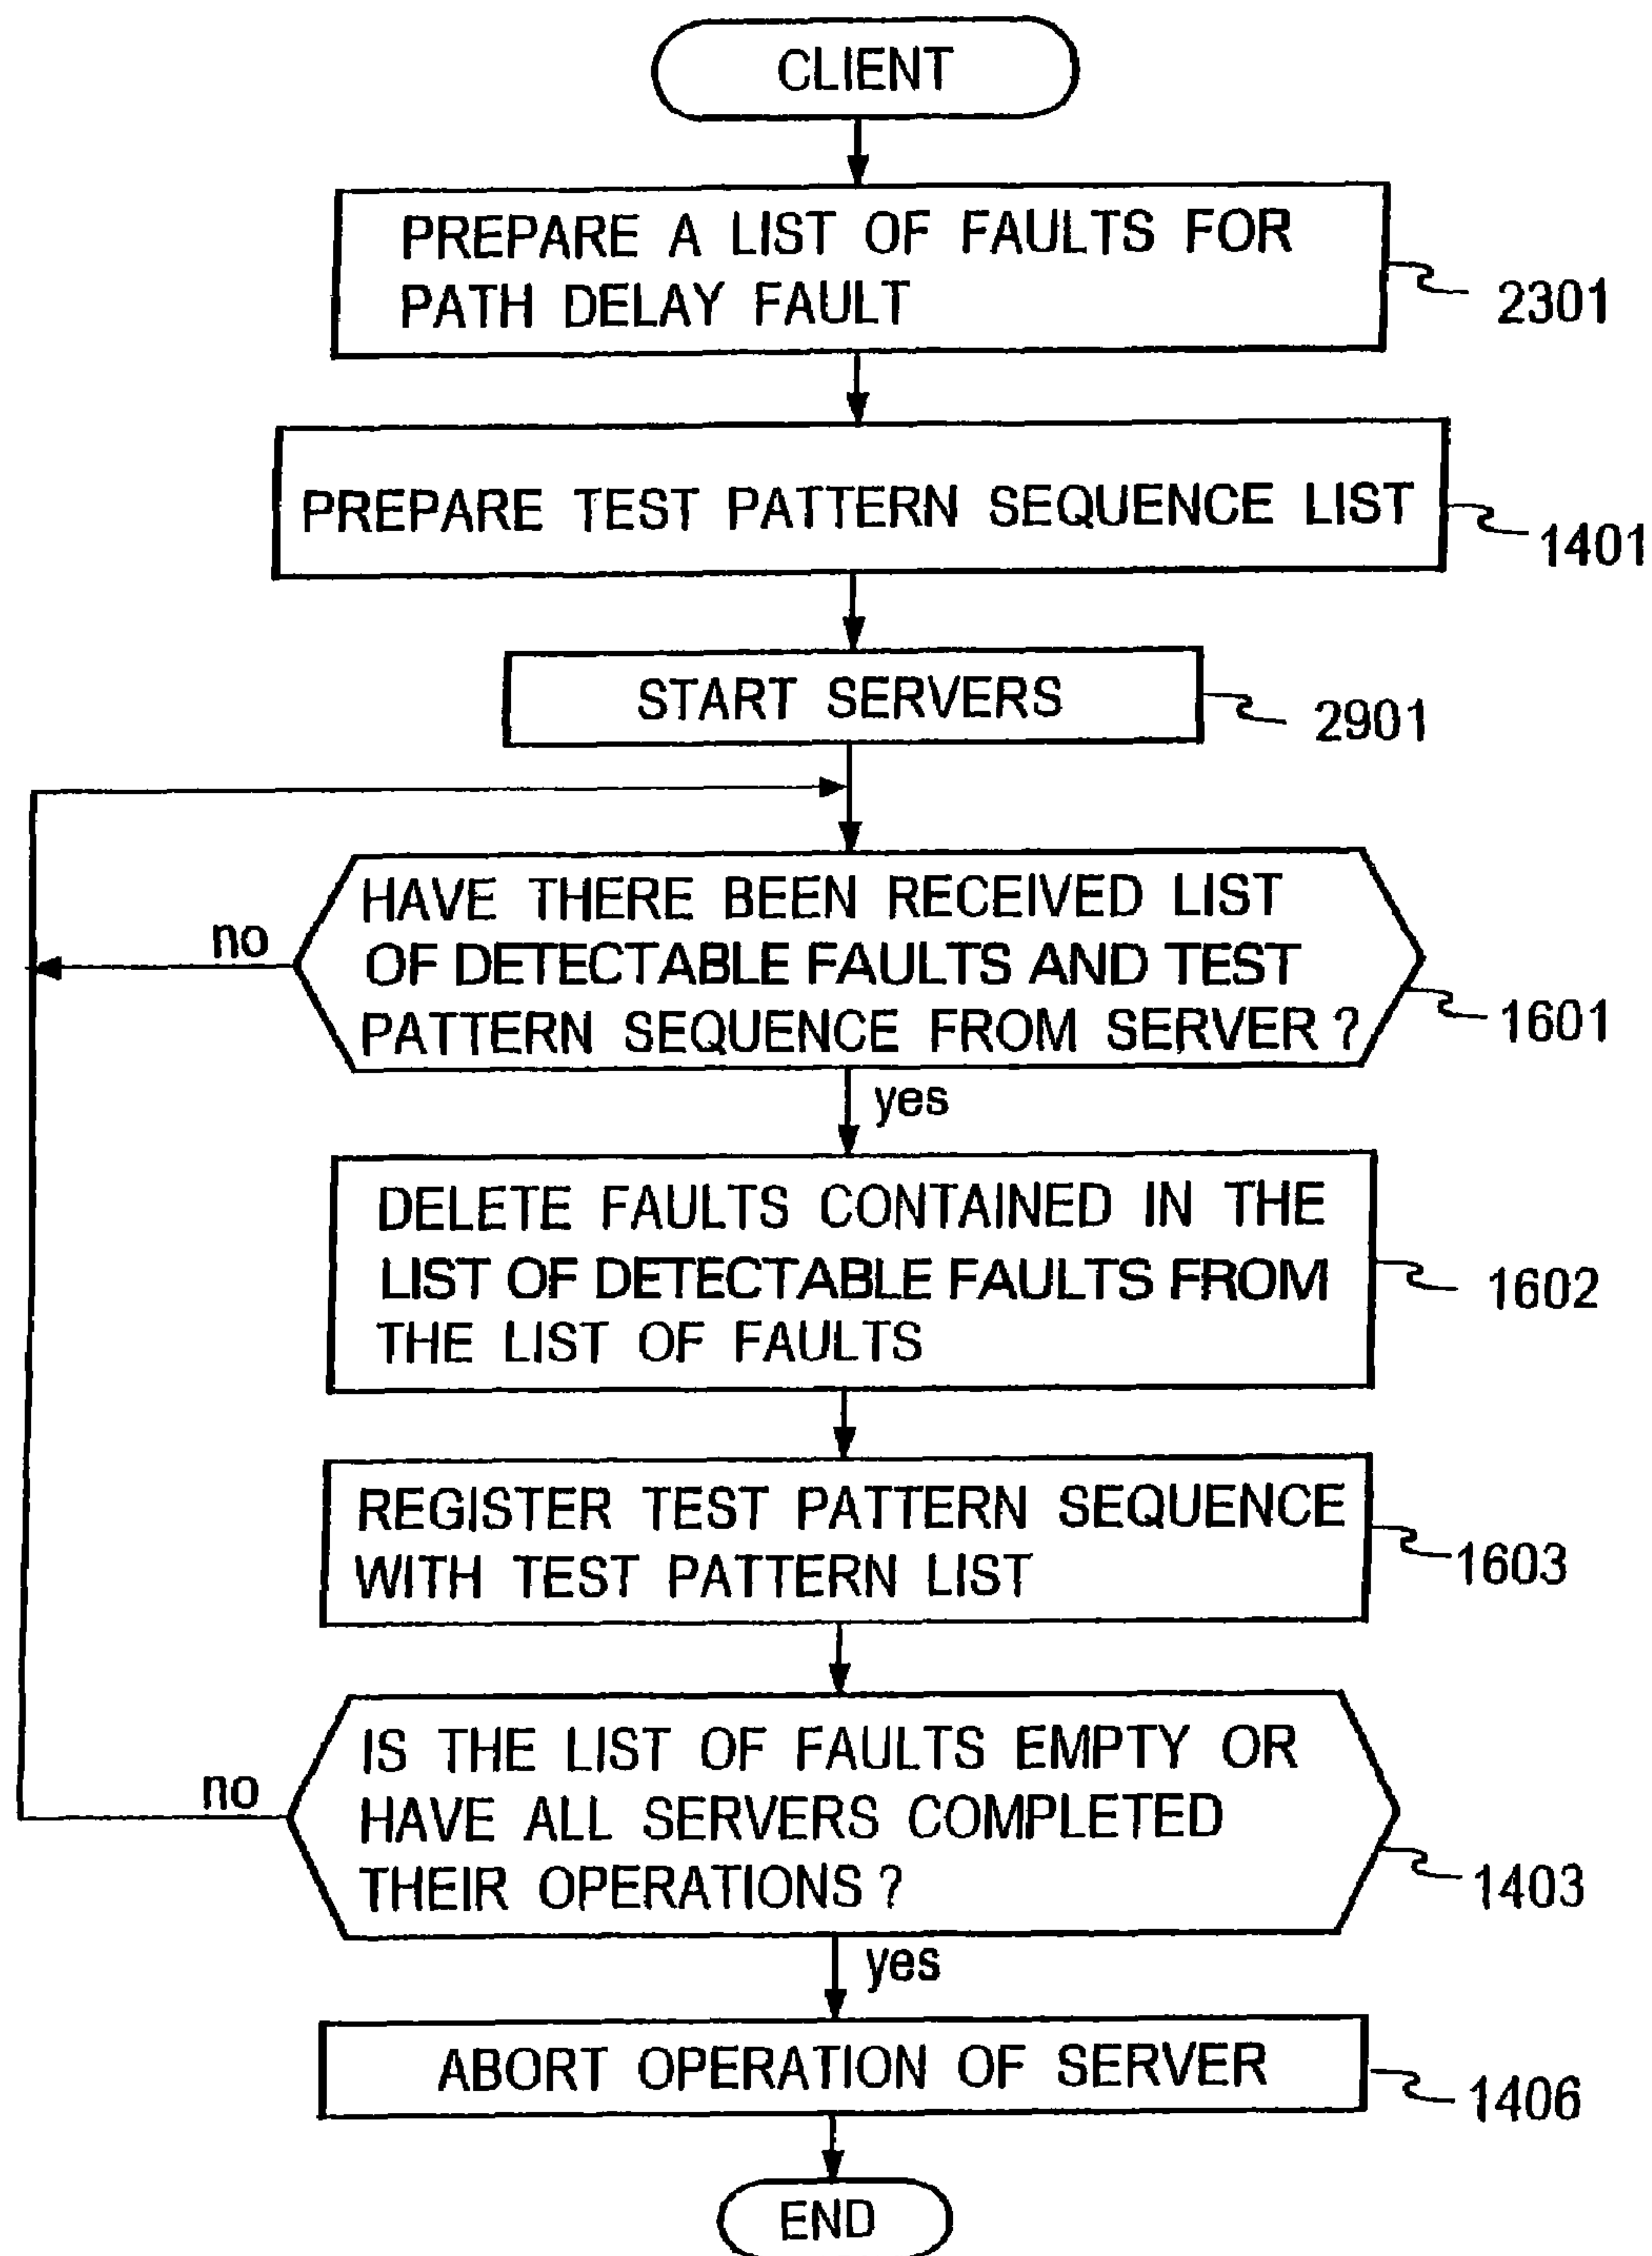 CLIENT
PREPARE A LIST OF FAULTS FOR
PATH DELAY FAULT
2301
PREPARE TEST PATTERN SEQUENCE LIST
1401
START SERVERS
2901
HAVE THERE BEEN RECEIVED LIST
OF DETECTABLE FAULTS AND TEST
PATTERN SEQUENCE FROM SERVER ?
no
1601
yes
DELETE FAULTS CONTAINED IN THE
LIST OF DETECTABLE FAULTS FROM
THE LIST OF FAULTS
1602
REGISTER TEST PATTERN SEQUENCE
WITH TEST PATTERN LIST
1603
IS THE LIST OF FAULTS EMPTY OR
HAVE ALL SERVERS COMPLETED
THEIR OPERATIONS ?
no
1403
yes
ABORT OPERATION OF SERVER
1406
END